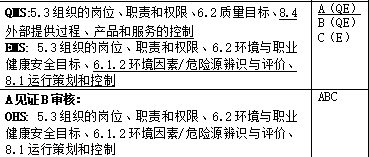 QMS:5.3组织的岗位、职责和权限、6.2质量目标、8.4
外部提供过程、产品和服务的控制
EMS: 5.3组织的岗位、职责和权限、6.2环境与职业
健康安全目标、6.1.2环境因素/危险源辨识与评价、
8.1运行策划和控制
A（QE）
B（QE）
C（E）
A见证B审核:
OHS: 5.3组织的岗位、职责和权限、6.2环境与职业
健康安全目标、6.1.2环境因素/危险源辨识与评价、
8.1运行策划和控制
ABC